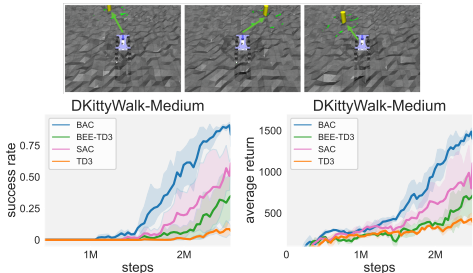 DKittyWalk-Medium
success rate
0.75
0.50
0.25
0
BAC
BEE-TD3
SAC
TD3
1M
2M
steps
DKittyWalk-Medium
average return
1500
1000
500
BAC
BEE-TD3
SAC
TD3
0
1M
2M
steps